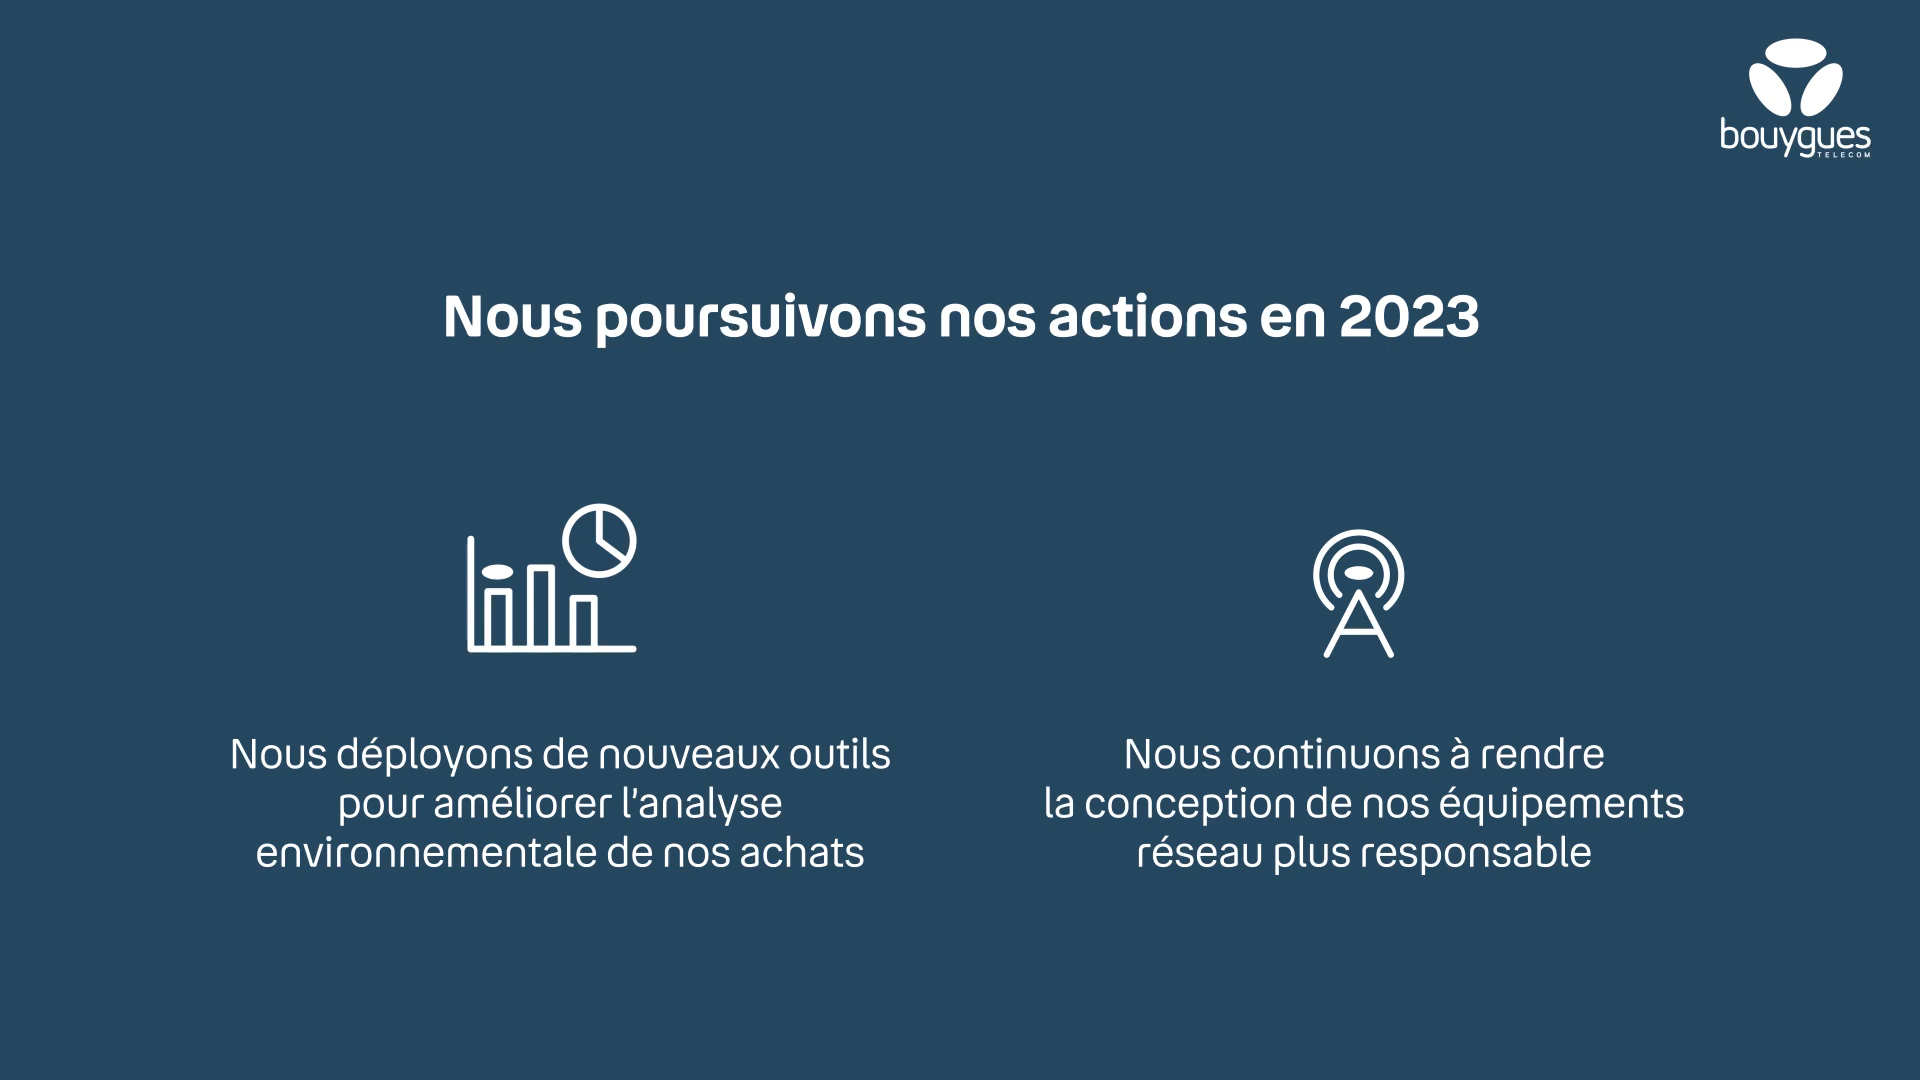 bouygues
TELECOM
Nous poursuivons nos actions en 2023
Nous déployons de nouveaux outils
pour améliorer l’analyse
environnementale de nos achats
Nous continuons à rendre
la conception de nos équipements
réseau plus responsable